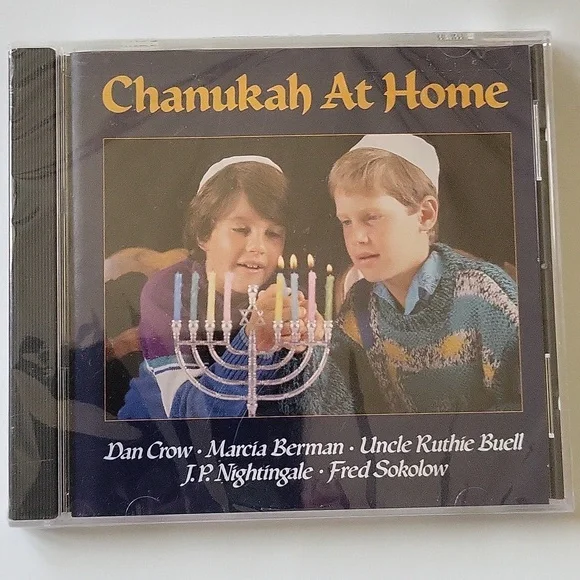 Chanukah At Home
Dan Crow · Marcia Berman · Uncle Ruthie Buell
J.P. Nightingale · Fred Sokolow